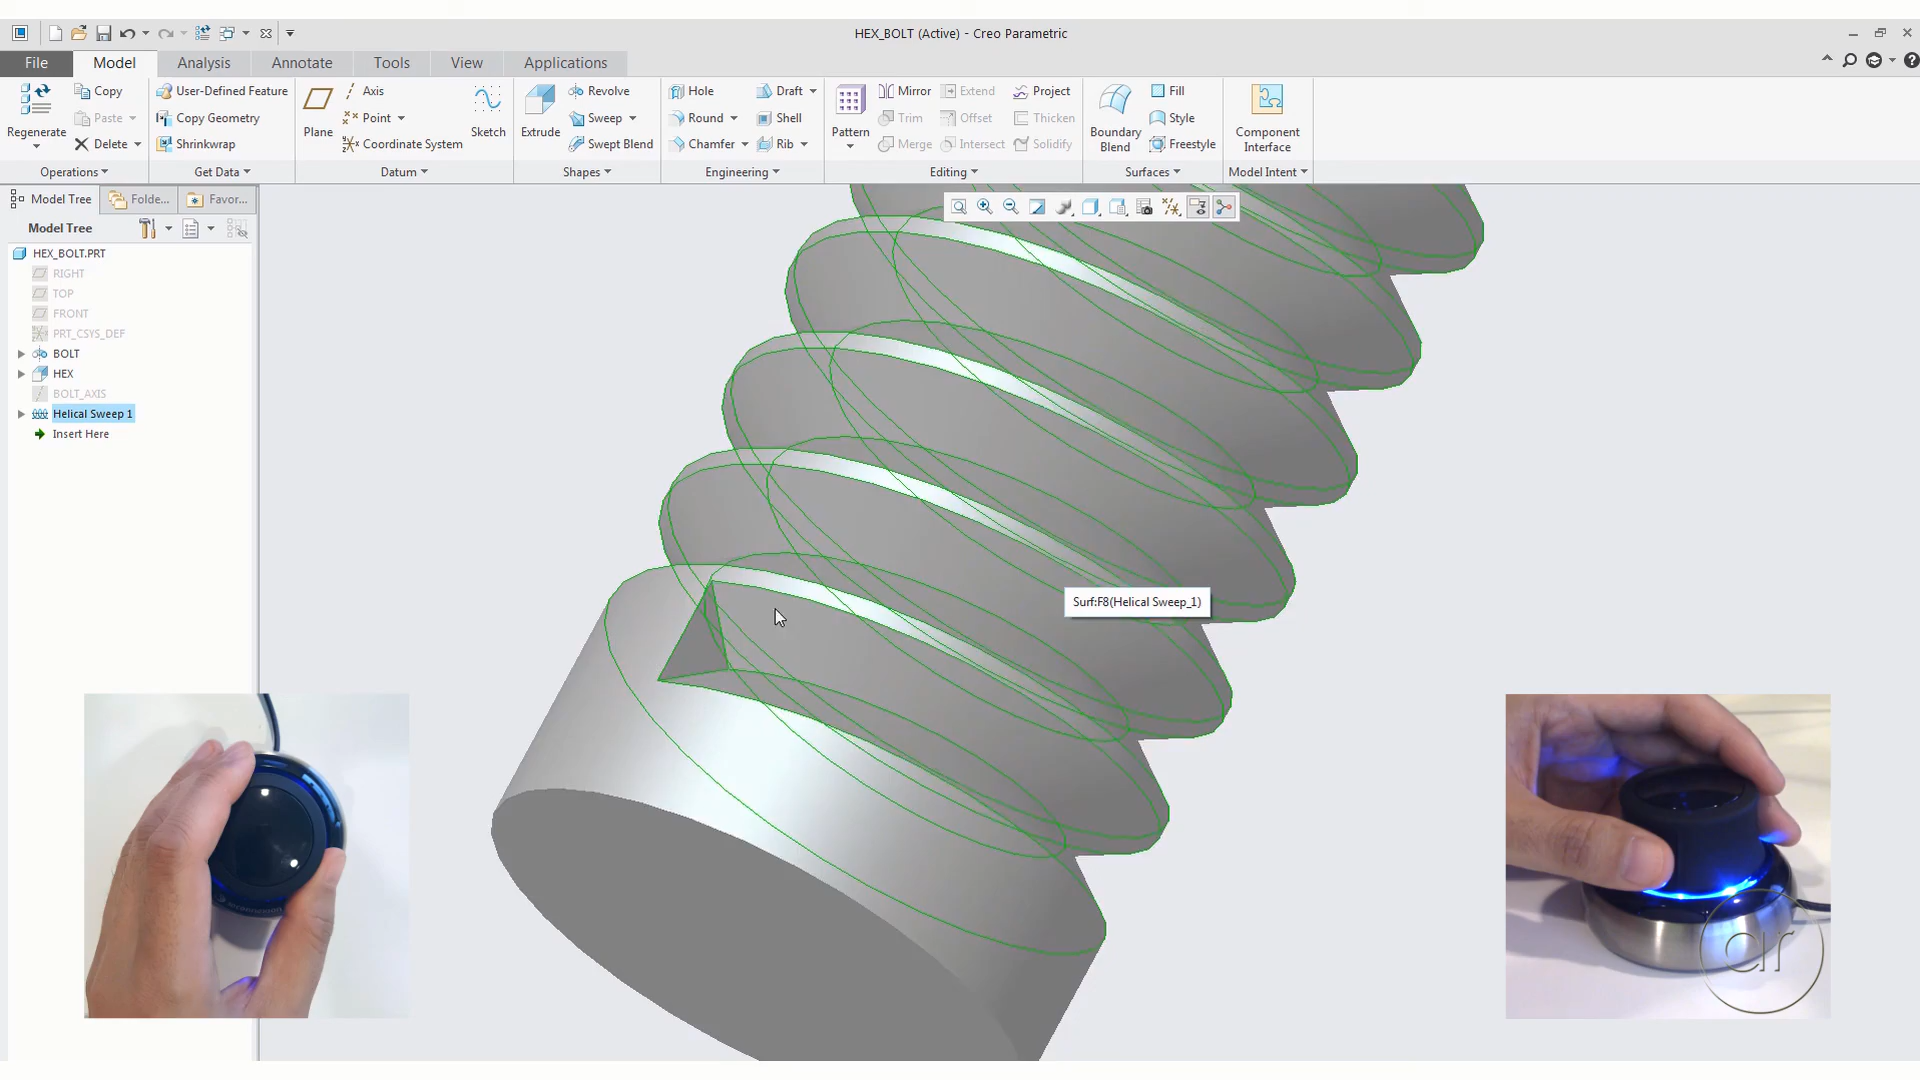 HEX_BOLT (Active) - Creo Parametric
File Model Analysis Annotate Tools View Applications
Regenerate
Copy
Paste
Delete
Operations
User-Defined Feature
Copy Geometry
Shrinkwrap
Get Data
Plane
Axis
Point
Coordinate System
Sketch
Datum
Extrude
Revolve
Sweep
Swept Blend
Shapes
Hole
Round
Chamfer
Draft
Shell
Rib
Engineering
Pattern
Mirror
Trim
Merge
Extend
Offset
Intersect
Project
Thicken
Solidify
Editing
Boundary
Blend
Fill
Style
Freestyle
Surfaces
Component
Interface
Model Intent
Model Tree
Folde...
Favor...
Model Tree
HEX_BOLT.PRT
RIGHT
TOP
FRONT
PRT_CSYS_DEF
BOLT
HEX
BOLT_AXIS
Helical Sweep 1
Insert Here
Surf:F8(Helical Sweep_1)
ar